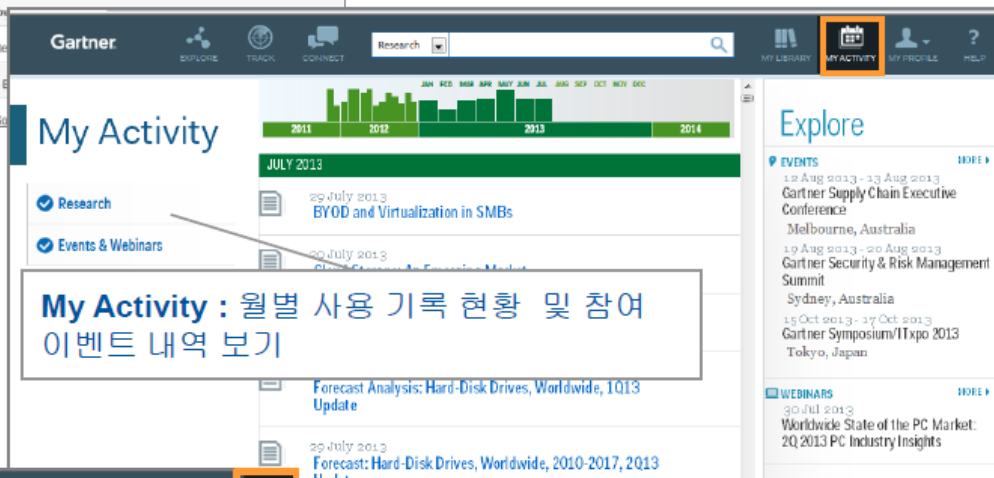 Gartner
EXPLORE
TRACK
CONNECT
Research
MY LIBRARY
MY ACTIVITY
MY PROFILE
?
HELP
My Activity
Research
Events & Webinars
JAN FEB MAR APR MAY JUN JUL AUG SEP OCT NOV DEC
2011 2012 2013 2014
JULY 2013
29 July 2013
BYOD and Virtualization in SMBs
29 July 2013
My Activity : 월별 사용 기록 현황 및 참여
이벤트 내역 보기
Forecast Analysis: Hard-Disk Drives, Worldwide, 1Q13
Update
29 July 2013
Forecast: Hard-Disk Drives, Worldwide, 2010-2017, 2Q13
Explore
EVENTS MORE
12 Aug 2013 - 13 Aug 2013
Gartner Supply Chain Executive
Conference
Melbourne, Australia
19 Aug 2013 - 20 Aug 2013
Gartner Security & Risk Management
Summit
Sydney, Australia
15 Oct 2013 - 17 Oct 2013
Gartner Symposium/ITxpo 2013
Tokyo, Japan
WEBINARS MORE
30 Jul 2013
Worldwide State of the PC Market:
2Q 2013 PC Industry Insights